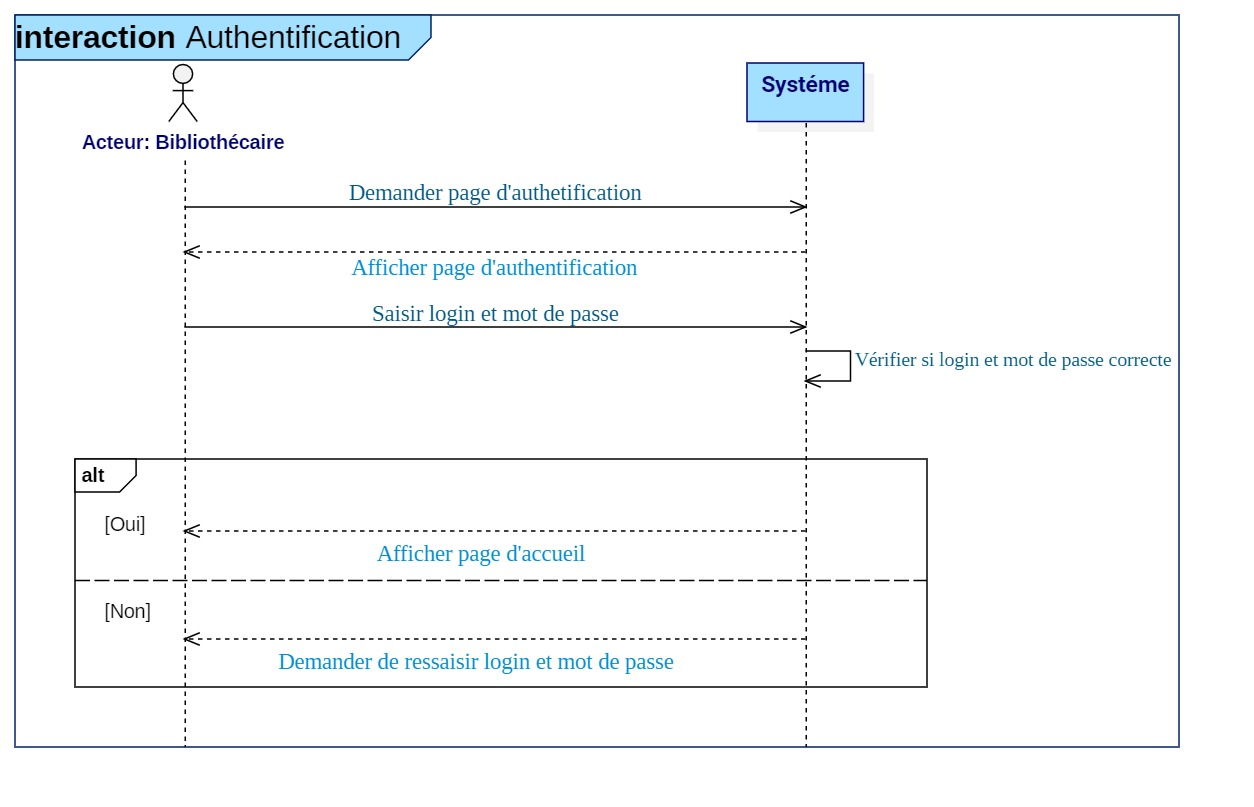 interaction Authentification
Systéme
Acteur: Bibliothécaire
Demander page d'authetification
Afficher page d'authentification
Saisir login et mot de passe
Vérifier si login et mot de passe correcte
alt
[Oui]
Afficher page d'accueil
[Non]
Demander de ressaisir login et mot de passe